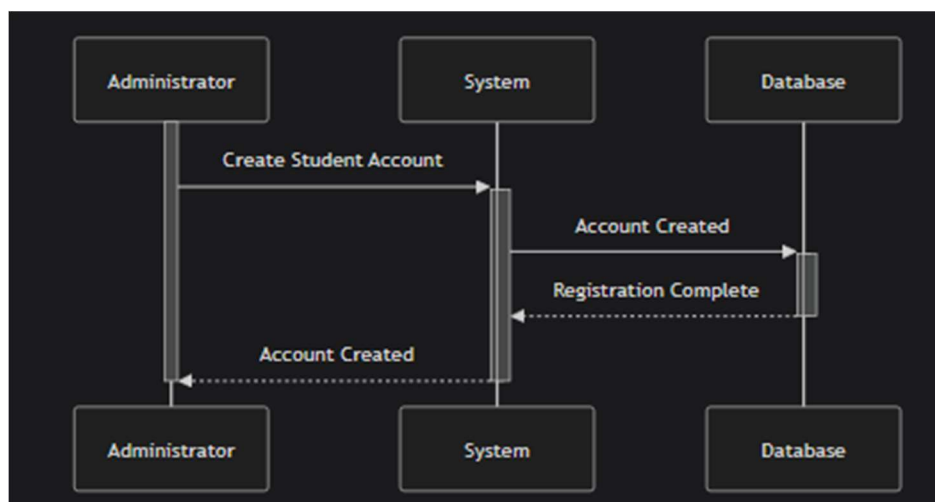 Administrator
System
Database
Create Student Account
Account Created
Registration Complete
Account Created
Administrator
System
Database